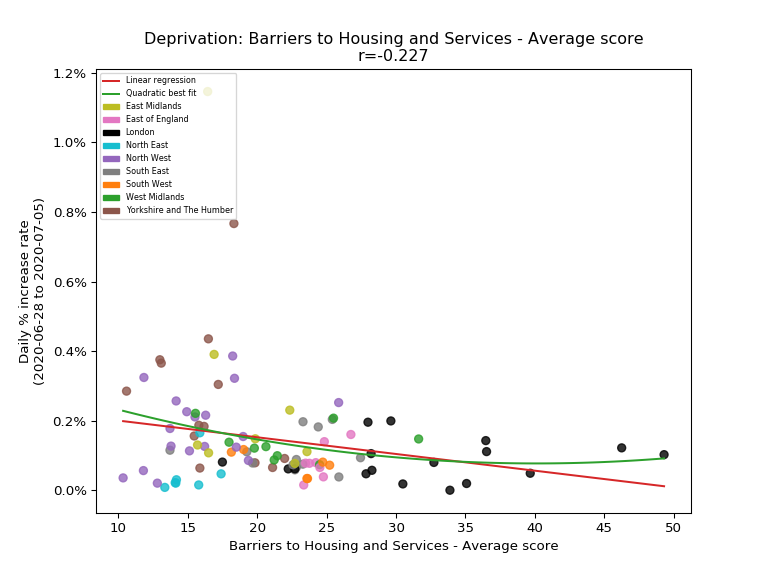 Deprivation: Barriers to Housing and Services - Average score
r=-0.227
1.2%
1.0%
0.8%
0.6%
0.4%
0.2%
0.0%
Daily % increase rate
(2020-06-28 to 2020-07-05)
Linear regression
Quadratic best fit
East Midlands
East of England
London
North East
North West
South East
South West
West Midlands
Yorkshire and The Humber
10 15 20 25 30 35 40 45 50
Barriers to Housing and Services - Average score